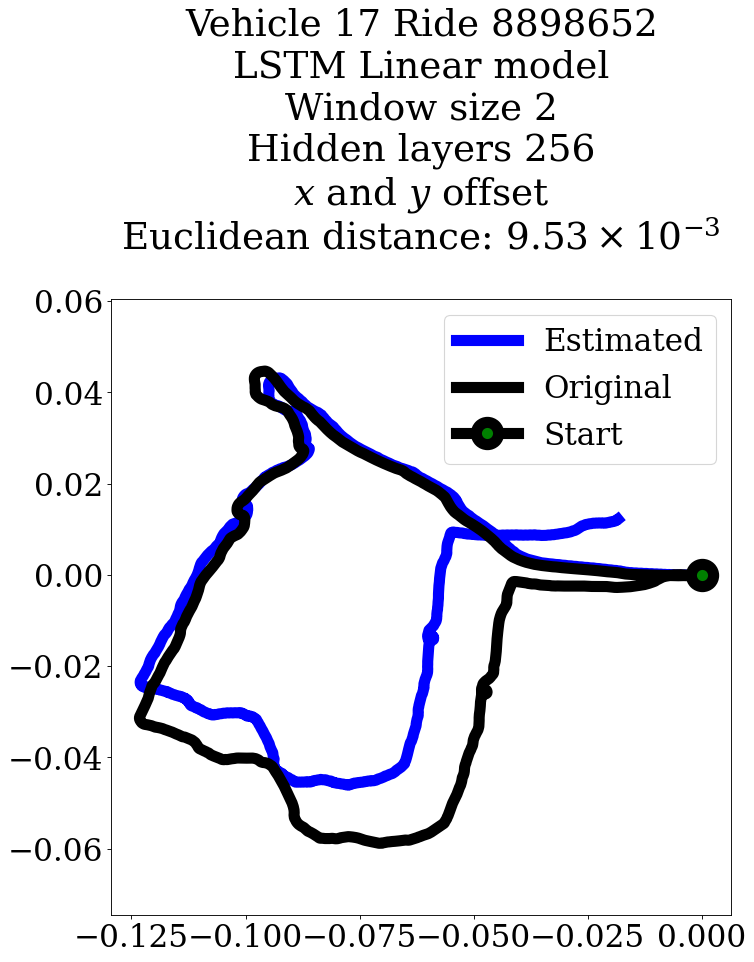 Vehicle 17 Ride 8898652
LSTM Linear model
Window size 2
Hidden layers 256
x and y offset
Euclidean distance: 9.53 × 10⁻³
Estimated
Original
Start
0.06
0.04
0.02
0.00
−0.02
−0.04
−0.06
−0.125 −0.100 −0.075 −0.050 −0.025 0.000